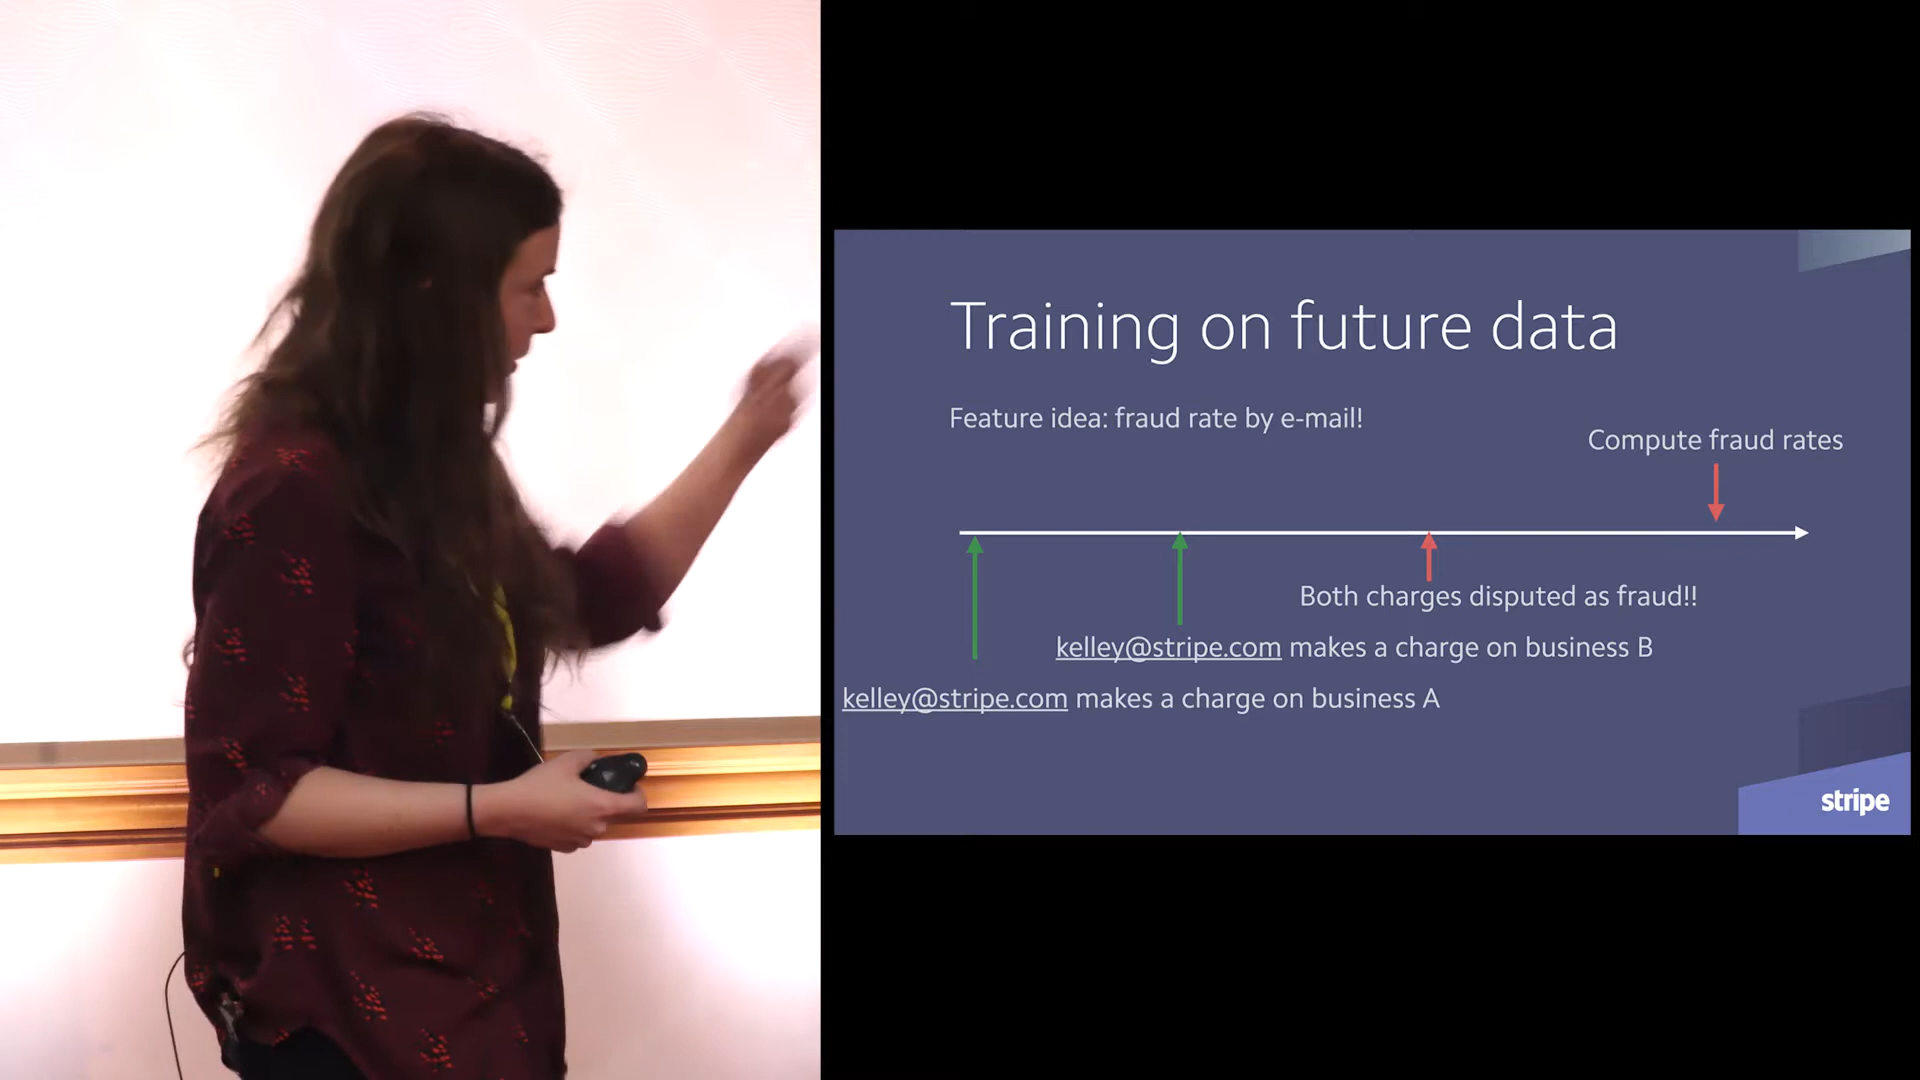 Training on future data
Feature idea: fraud rate by e-mail!
Compute fraud rates
Both charges disputed as fraud!!
kelley@stripe.com makes a charge on business B
kelley@stripe.com makes a charge on business A
stripe